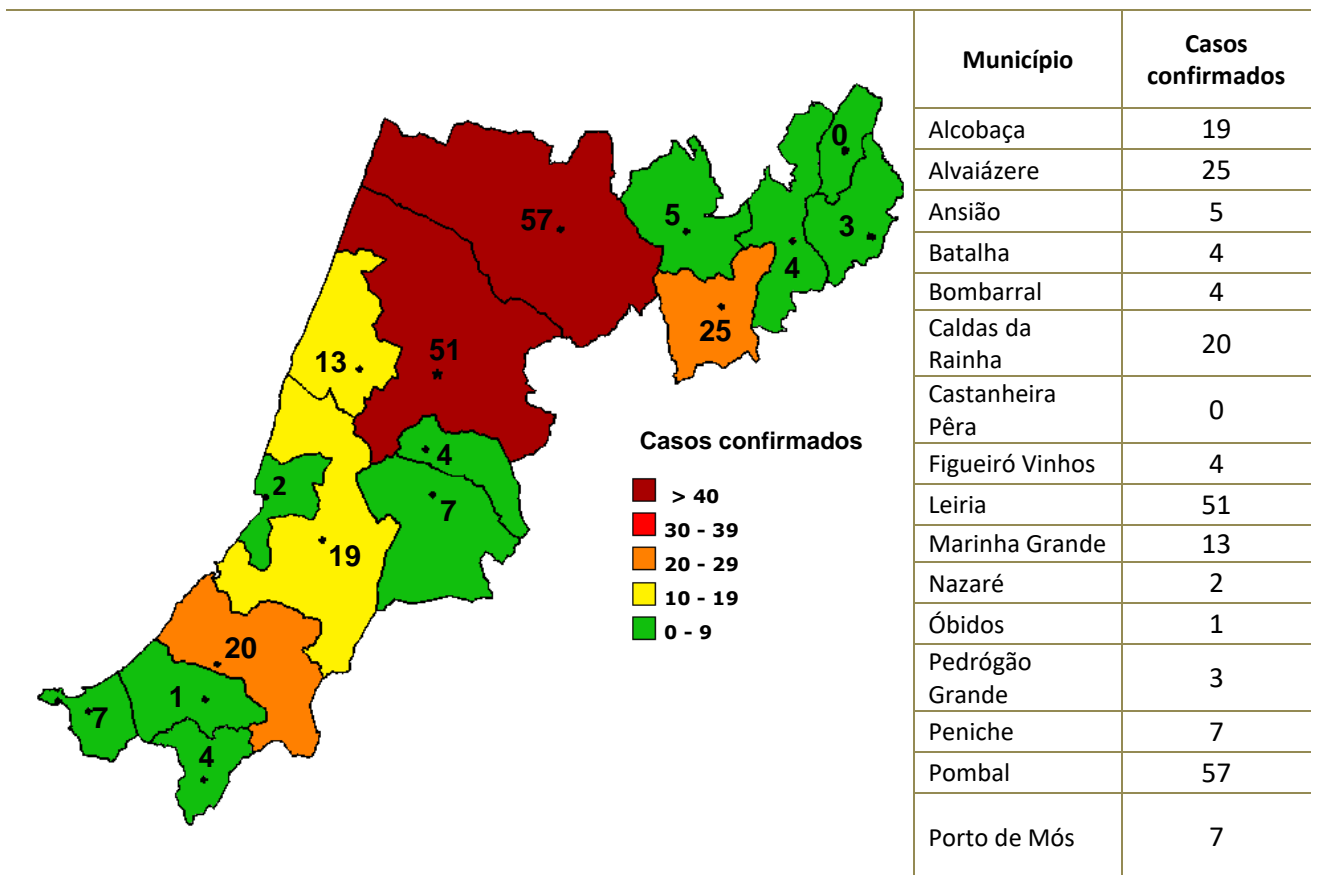 0
57
5
3
4
25
51
13
4
2
7
19
20
1
7
4
Casos confirmados
> 40
30 - 39
20 - 29
10 - 19
0 - 9
Município Casos
confirmados
Alcobaça 19
Alvaiázere 25
Ansião 5
Batalha 4
Bombarral 4
Caldas da
Rainha 20
Castanheira
Pêra 0
Figueiró Vinhos 4
Leiria 51
Marinha Grande 13
Nazaré 2
Óbidos 1
Pedrógão
Grande 3
Peniche 7
Pombal 57
Porto de Mós 7